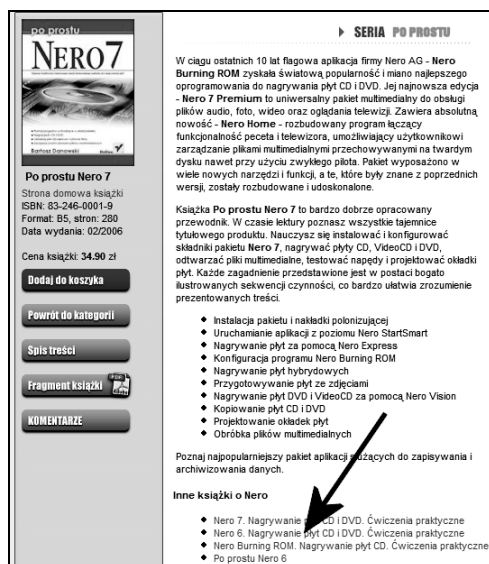 po prostu
NERO 7
Bartosz Danowski
Po prostu Nero 7
Strona domowa książki
ISBN: 83-246-0001-9
Format: B5, stron: 280
Data wydania: 02/2006
Cena książki: 34.90 zł
Dodaj do koszyka
Powrót do kategorii
Spis treści
Fragment książki
KOMENTARZE
SERIA PO PROSTU
W ciągu ostatnich 10 lat flagowa aplikacja firmy Nero AG - Nero
Burning ROM zyskała światową popularność i miano najlepszego
oprogramowania do nagrywania płyt CD i DVD. Jej najnowsza edycja
- Nero 7 Premium to uniwersalny pakiet multimedialny do obsługi
plików audio, foto, wideo oraz oglądania telewizji. Zawiera absolutną
nowość - Nero Home - rozbudowany program łączący
funkcjonalność peceta i telewizora, umożliwiający użytkownikowi
zarządzanie plikami multimedialnymi przechowywanymi na twardym
dysku nawet przy użyciu zwykłego pilota. Pakiet wyposażono w
wiele nowych narzędzi i funkcji, a te, które były znane z poprzednich
wersji, zostały rozbudowane i udoskonalone.
Książka Po prostu Nero 7 to bardzo dobrze opracowany
przewodnik. W czasie lektury poznasz wszystkie tajemnice
tytułowego produktu. Nauczysz się instalować i konfigurować
składniki pakietu Nero 7, nagrywać płyty CD, VideoCD i DVD,
odtwarzać pliki multimedialne, testować napędy i projektować okładki
płyt. Każde zagadnienie przedstawione jest w postaci bogato
ilustrowanych sekwencji czynności, co bardzo ułatwia zrozumienie
prezentowanych treści.
Instalacja pakietu i nakładki polonizującej
Uruchamianie aplikacji z poziomu Nero StartSmart
Nagrywanie płyt za pomocą Nero Express
Konfiguracja programu Nero Burning ROM
Nagrywanie płyt hybrydowych
Przygotowywanie płyt ze zdjęciami
Nagrywanie płyt DVD i VideoCD za pomocą Nero Vision
Kopiowanie płyt CD i DVD
Projektowanie okładek płyt
Obróbka plików multimedialnych
Poznaj najpopularniejszy pakiet aplikacji służących do zapisywania i
archiwizowania danych.
Inne książki o Nero
Nero 7. Nagrywanie płyt CD i DVD. Ćwiczenia praktyczne
Nero 6. Nagrywanie płyt CD i DVD. Ćwiczenia praktyczne
Nero Burning ROM. Nagrywanie płyt CD. Ćwiczenia praktyczne
Po prostu Nero 6